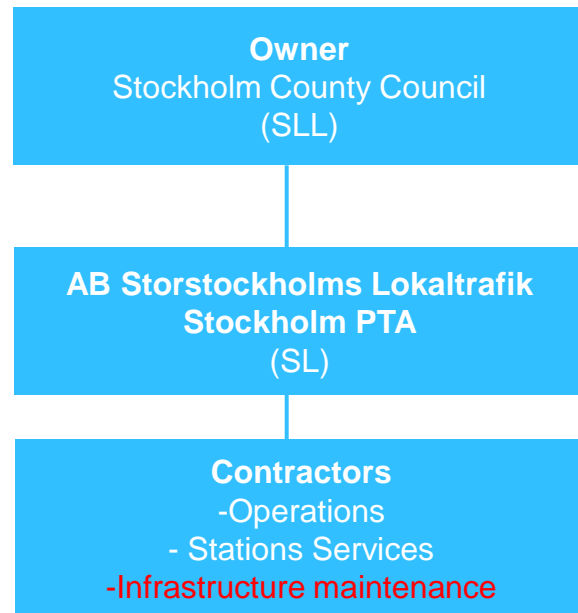 Owner
Stockholm County Council
(SLL)
AB Storstockholms Lokaltrafik
Stockholm PTA
(SL)
Contractors
-Operations
- Stations Services
-Infrastructure maintenance